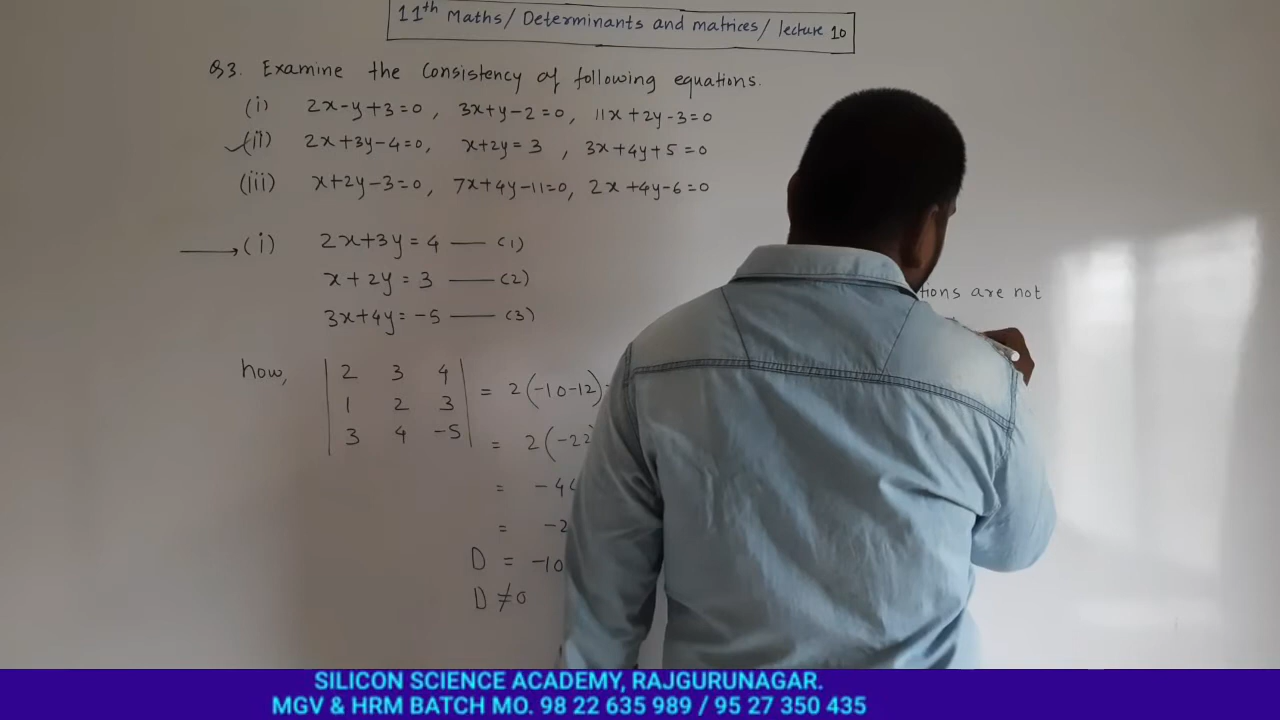 11th Maths/ Determinants and matrices/ lecture 10
Q3. Examine the Consistency of following equations.
(i) 2x-y+3=0, 3x+y-2=0, 11x+2y-3=0
(ii) 2x+3y-4=0, x+2y=3, 3x+4y+5=0
(iii) x+2y-3=0, 7x+4y-11=0, 2x+4y-6=0
→ (i) 2x+3y=4 — (1)
x+2y=3 — (2)
3x+4y=-5 — (3)
tions are not
Now, | 2 3 4 | = 2(-10-12)
| 1 2 3 |
| 3 4 -5 |
= 2(-22
= -44
= -2
D = -10
D ≠ 0
SILICON SCIENCE ACADEMY, RAJGURUNAGAR.
MGV & HRM BATCH MO. 98 22 635 989 / 95 27 350 435